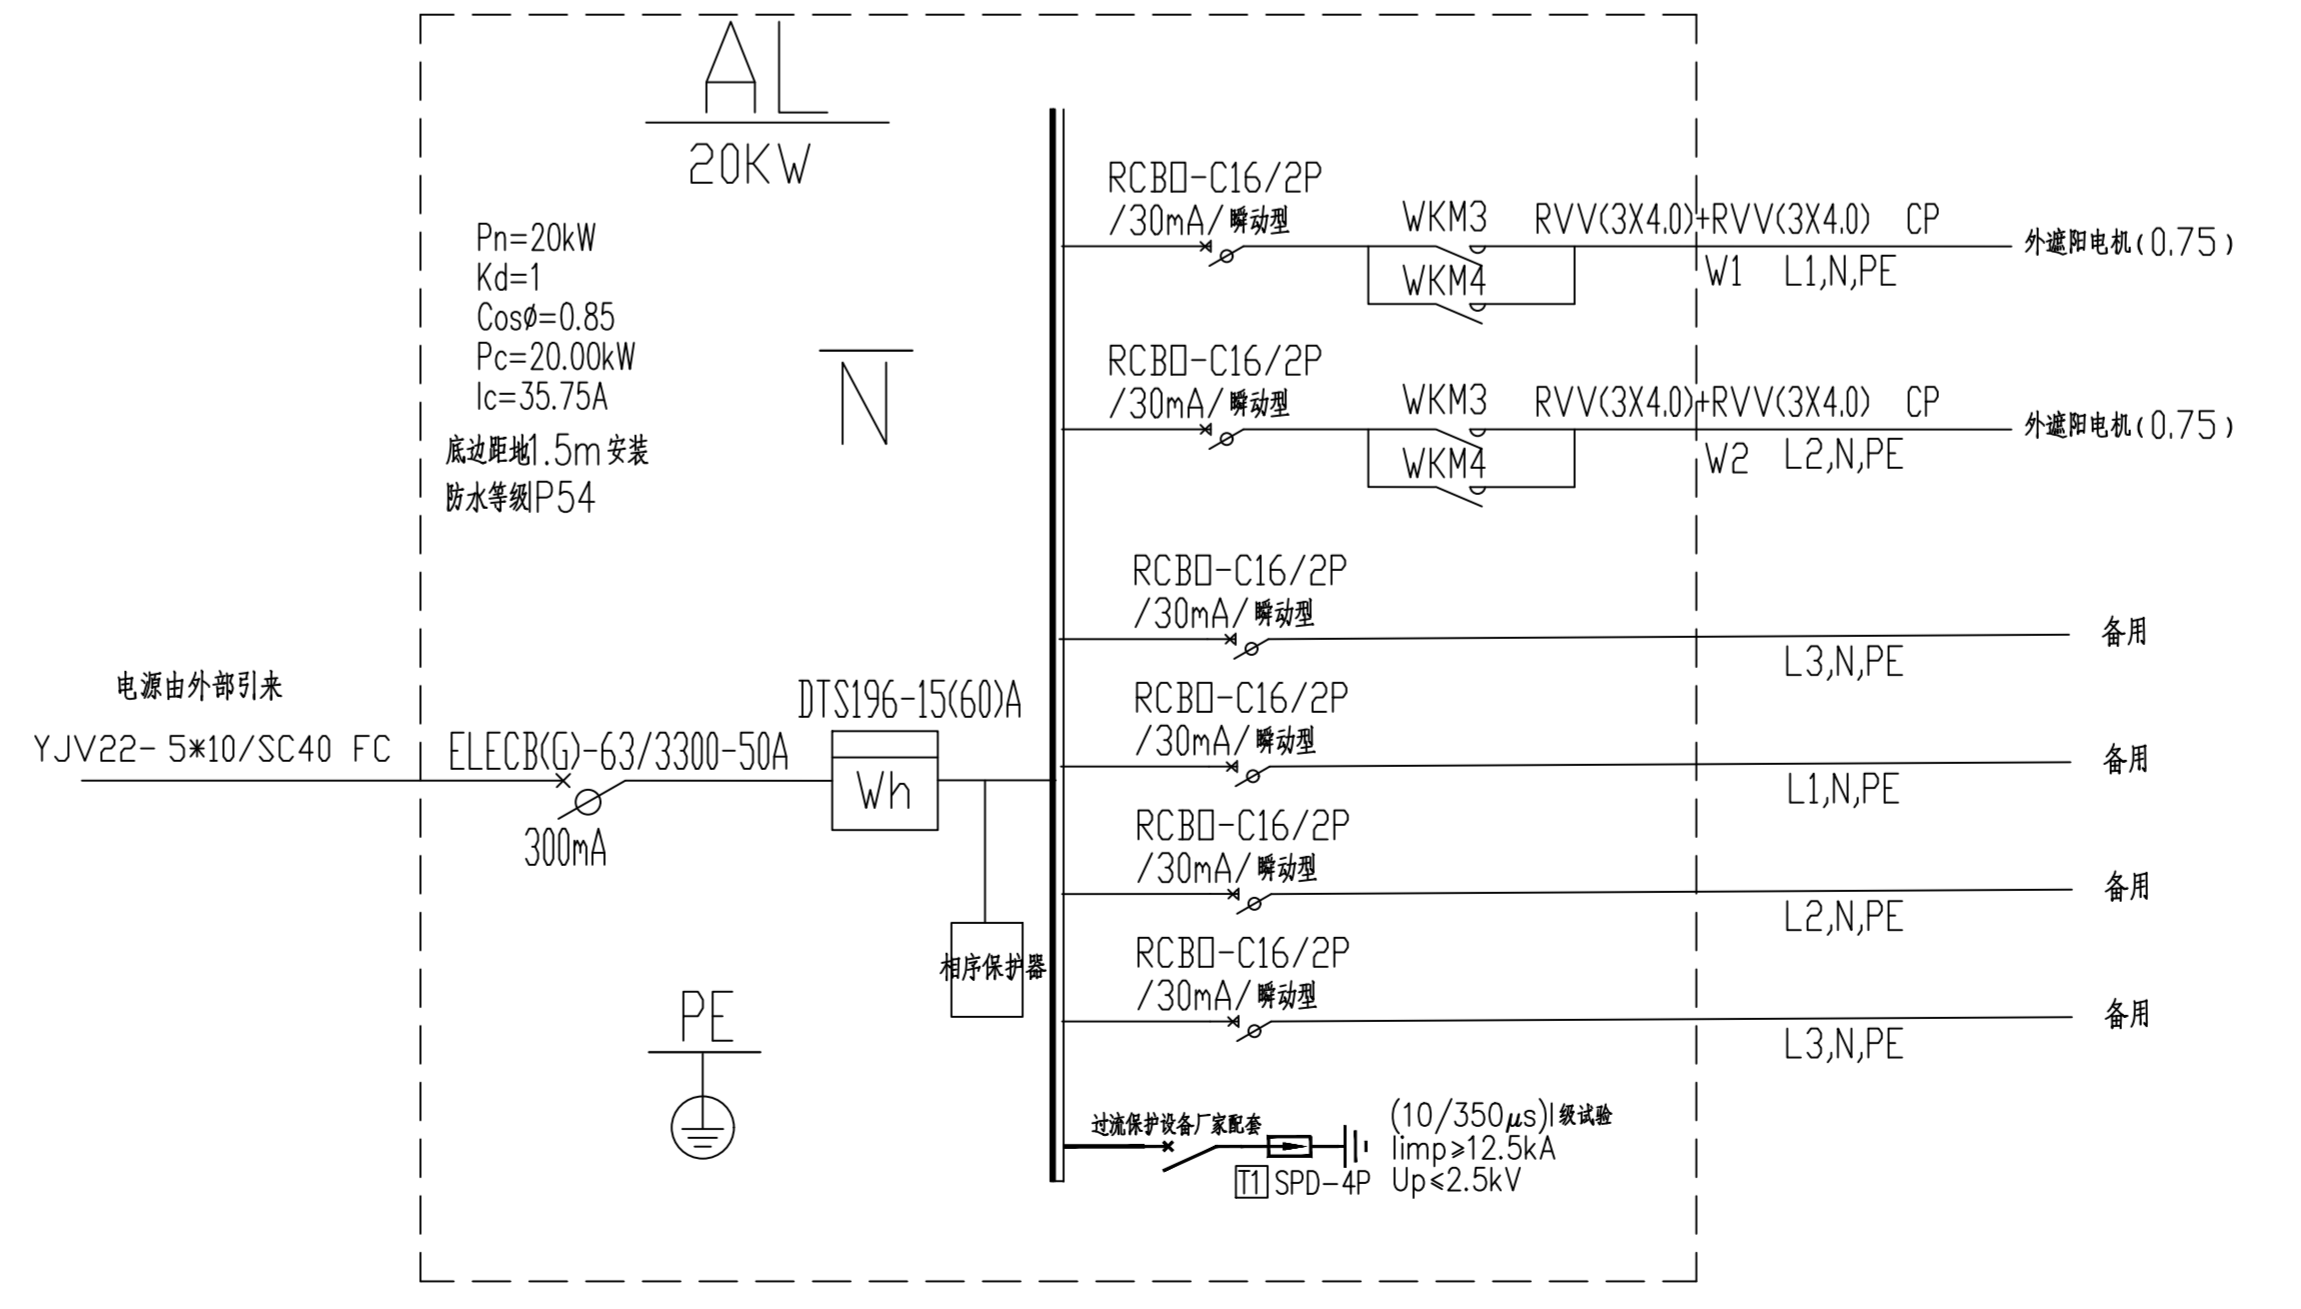 AL
20KW
Pn=20kW
Kd=1
Cosø=0.85
Pc=20.00kW
Ic=35.75A
底边距地1.5m安装
防水等级IP54
N
电源由外部引来
YJV22- 5*10/SC40 FC
ELECB(G)-63/3300-50A
300mA
DTS196-15(60)A
Wh
相序保护器
PE
RCBO-C16/2P
/30mA/瞬动型
WKM3
RVV(3X4.0)+RVV(3X4.0) CP
外遮阳电机(0.75)
WKM4
W1 L1,N,PE
RCBO-C16/2P
/30mA/瞬动型
WKM3
RVV(3X4.0)+RVV(3X4.0) CP
外遮阳电机(0.75)
WKM4
W2 L2,N,PE
RCBO-C16/2P
/30mA/瞬动型
备用
L3,N,PE
RCBO-C16/2P
/30mA/瞬动型
备用
L1,N,PE
RCBO-C16/2P
/30mA/瞬动型
备用
L2,N,PE
RCBO-C16/2P
/30mA/瞬动型
备用
L3,N,PE
过流保护设备厂家配套
T1 SPD-4P
(10/350μs)I级试验
Iimp≥12.5kA
Up≤2.5kV